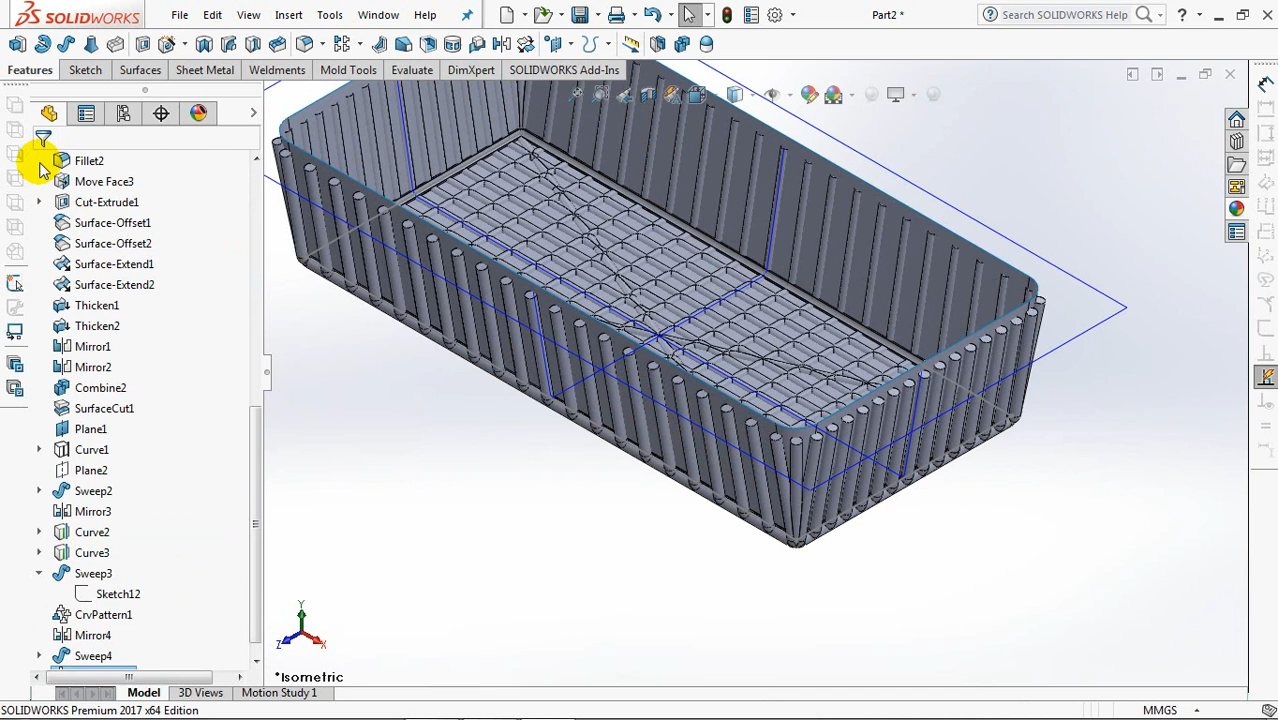 SOLIDWORKS File Edit View Insert Tools Window Help Part2 * Search SOLIDWORKS Help ?
Features Sketch Surfaces Sheet Metal Weldments Mold Tools Evaluate DimXpert SOLIDWORKS Add-Ins
Fillet2
Move Face3
Cut-Extrude1
Surface-Offset1
Surface-Offset2
Surface-Extend1
Surface-Extend2
Thicken1
Thicken2
Mirror1
Mirror2
Combine2
SurfaceCut1
Plane1
Curve1
Plane2
Sweep2
Mirror3
Curve2
Curve3
Sweep3
Sketch12
CrvPattern1
Mirror4
Sweep4
Y
Z
X
*Isometric
Model 3D Views Motion Study 1
SOLIDWORKS Premium 2017 x64 Edition MMGS